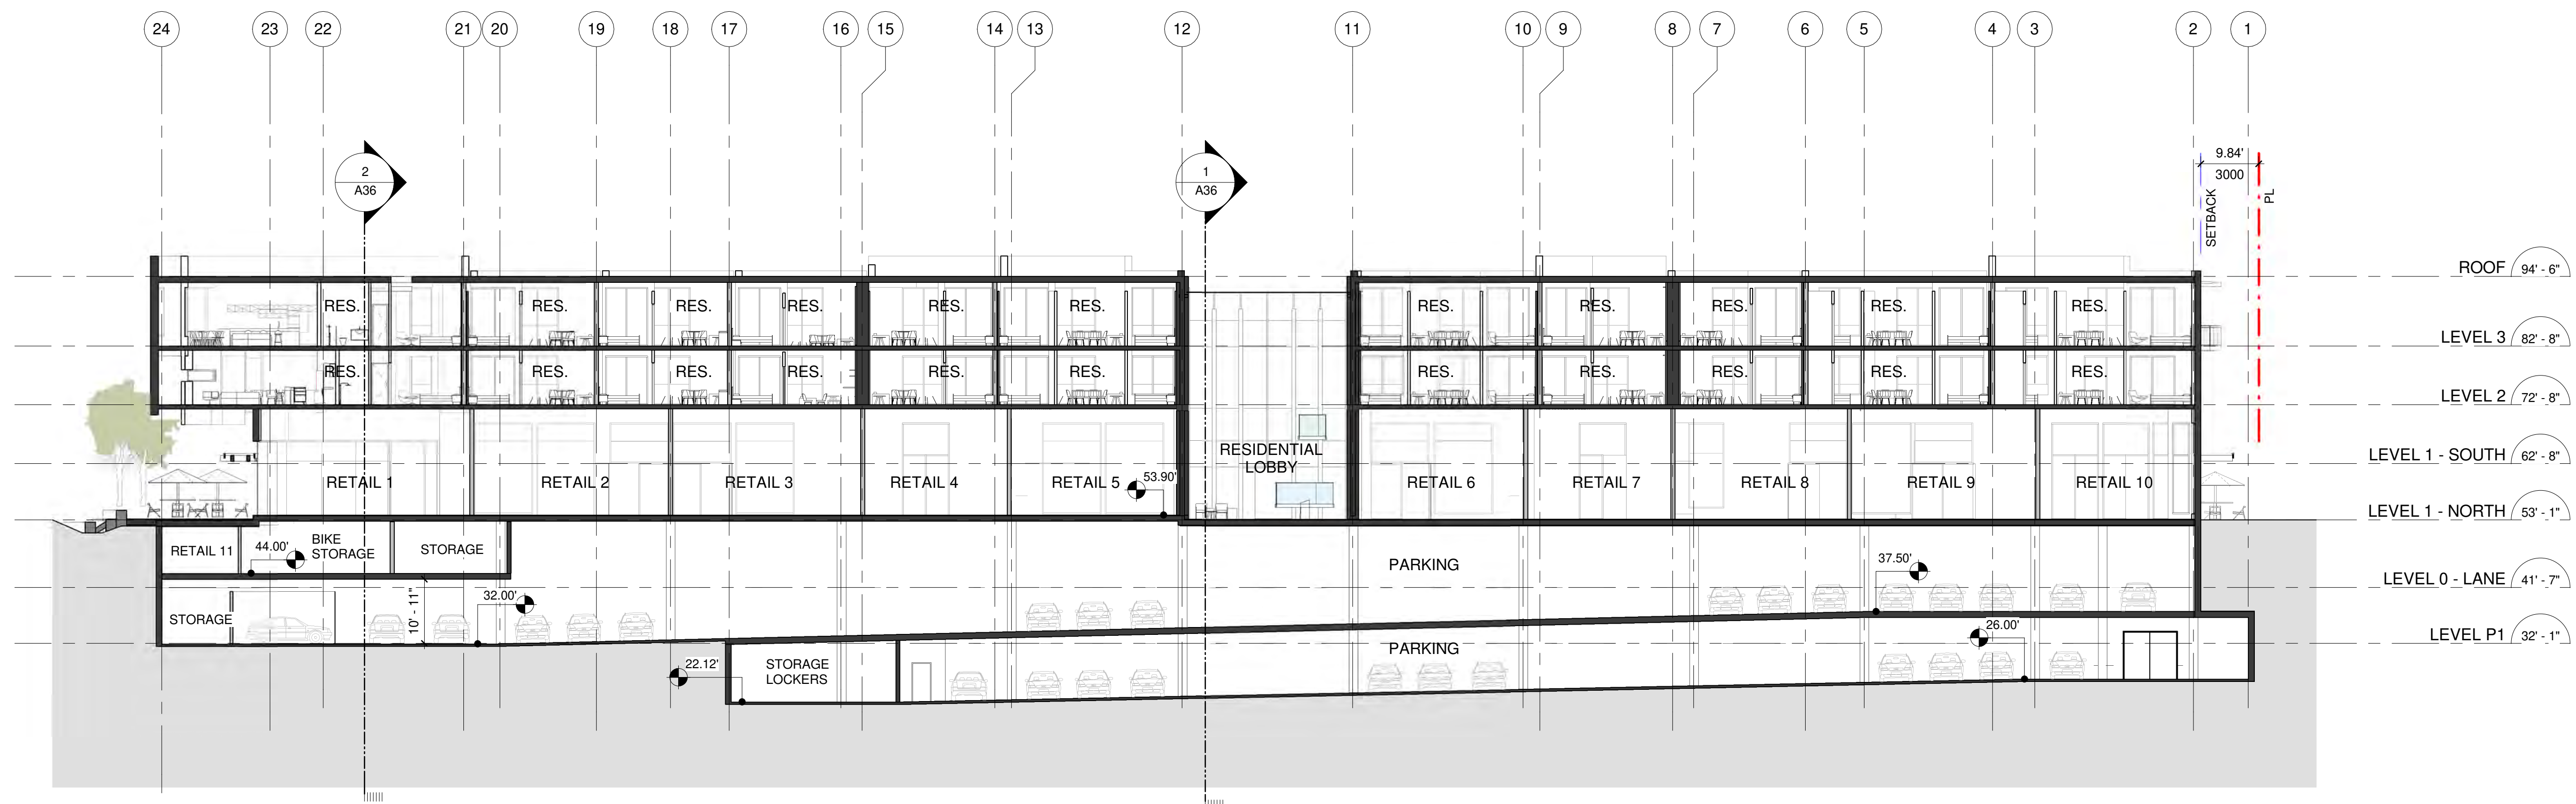 24 23 22 21 20 19 18 17 16 15 14 13 12 11 10 9 8 7 6 5 4 3 2 1
2
A36
1
A36
9.84'
3000
SETBACK
PL
ROOF 94' - 6"
RES. RES. RES. RES. RES. RES. RES. RES. RES. RES. RES.
LEVEL 3 82' - 8"
RES. RES. RES. RES. RES. RES. RES. RES. RES. RES. RES.
LEVEL 2 72' - 8"
RESIDENTIAL
LOBBY
LEVEL 1 - SOUTH 62' - 8"
RETAIL 1 RETAIL 2 RETAIL 3 RETAIL 4 RETAIL 5 53.90' RETAIL 6 RETAIL 7 RETAIL 8 RETAIL 9 RETAIL 10
LEVEL 1 - NORTH 53' - 1"
RETAIL 11
44.00'
BIKE
STORAGE
STORAGE
PARKING
37.50'
LEVEL 0 - LANE 41' - 7"
STORAGE
10' - 11"
32.00'
26.00'
LEVEL P1 32' - 1"
22.12'
STORAGE
LOCKERS
PARKING